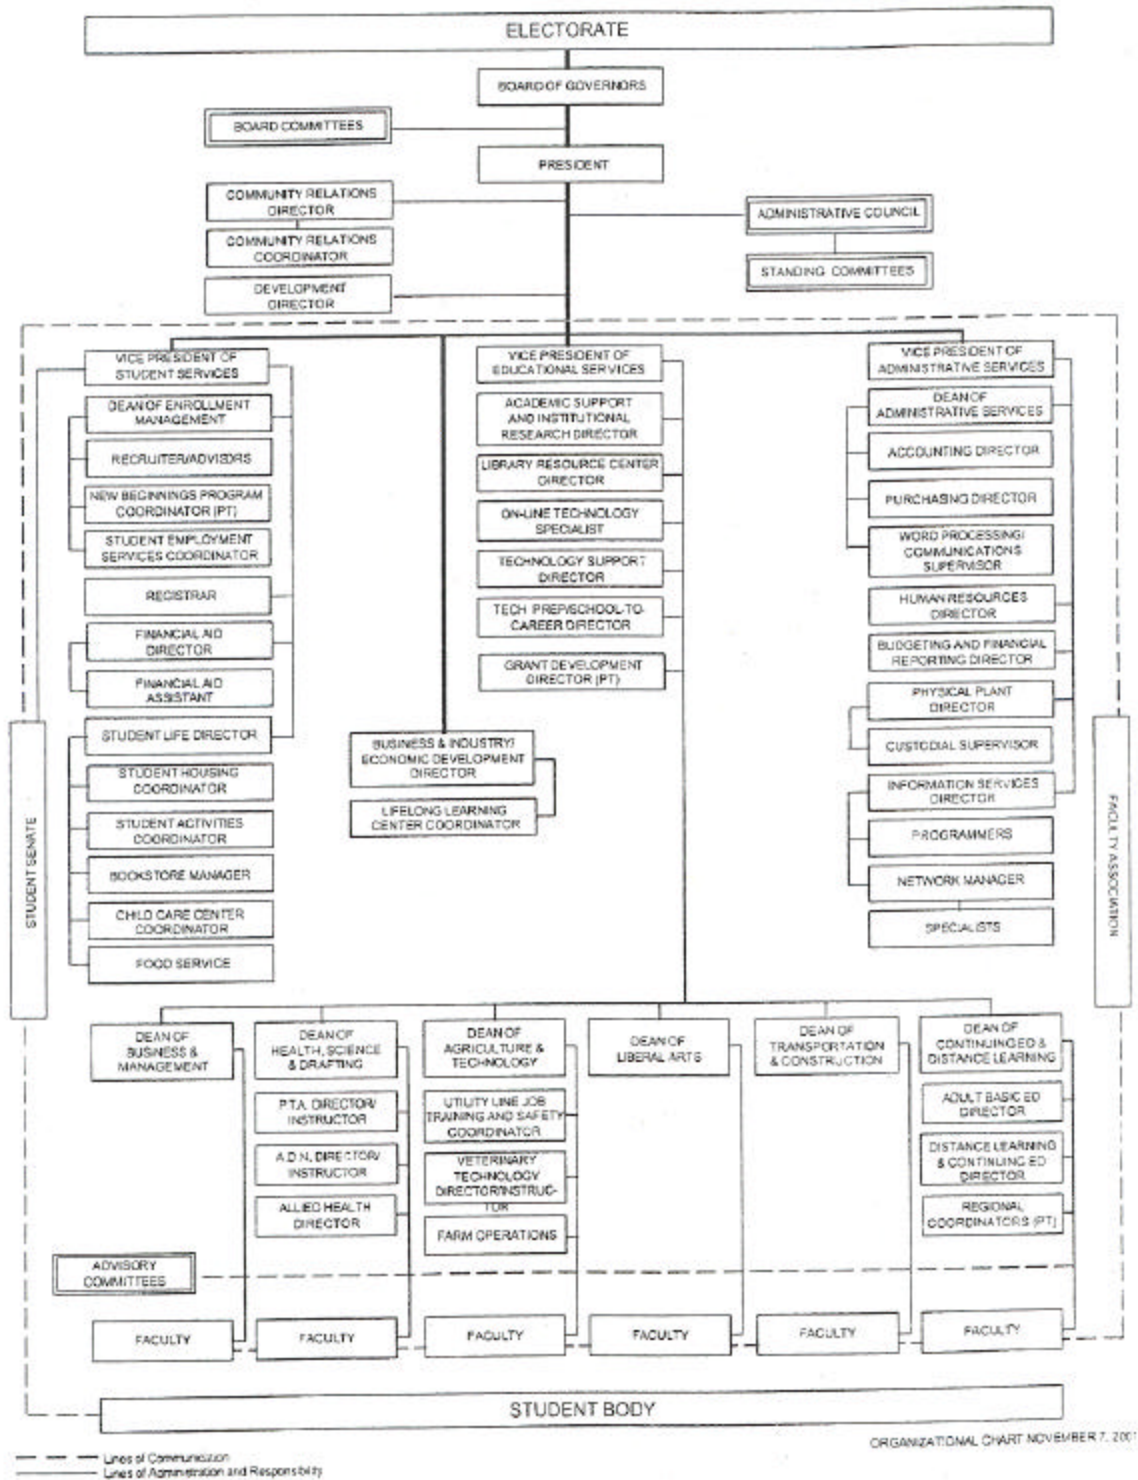 ELECTORATE
BOARD OF GOVERNORS
BOARD COMMITTEES
PRESIDENT
COMMUNITY RELATIONS
DIRECTOR
COMMUNITY RELATIONS
COORDINATOR
DEVELOPMENT
DIRECTOR
ADMINISTRATIVE COUNCIL
STANDING COMMITTEES
VICE PRESIDENT OF
STUDENT SERVICES
DEAN OF ENROLLMENT
MANAGEMENT
RECRUITER/ADVISORS
NEW BEGINNINGS PROGRAM
COORDINATOR (PT)
STUDENT EMPLOYMENT
SERVICES COORDINATOR
REGISTRAR
FINANCIAL AID
DIRECTOR
FINANCIAL AID
ASSISTANT
STUDENT LIFE DIRECTOR
STUDENT HOUSING
COORDINATOR
STUDENT ACTIVITIES
COORDINATOR
BOOKSTORE MANAGER
CHILD CARE CENTER
COORDINATOR
FOOD SERVICE
STUDENT SENATE
BUSINESS & INDUSTRY/
ECONOMIC DEVELOPMENT
DIRECTOR
LIFELONG LEARNING
CENTER COORDINATOR
VICE PRESIDENT OF
EDUCATIONAL SERVICES
ACADEMIC SUPPORT
AND INSTITUTIONAL
RESEARCH DIRECTOR
LIBRARY RESOURCE CENTER
DIRECTOR
ON-LINE TECHNOLOGY
SPECIALIST
TECHNOLOGY SUPPORT
DIRECTOR
TECH PREP/SCHOOL-TO-
CAREER DIRECTOR
GRANT DEVELOPMENT
DIRECTOR (PT)
VICE PRESIDENT OF
ADMINISTRATIVE SERVICES
DEAN OF
ADMINISTRATIVE SERVICES
ACCOUNTING DIRECTOR
PURCHASING DIRECTOR
WORD PROCESSING/
COMMUNICATIONS
SUPERVISOR
HUMAN RESOURCES
DIRECTOR
BUDGETING AND FINANCIAL
REPORTING DIRECTOR
PHYSICAL PLANT
DIRECTOR
CUSTODIAL SUPERVISOR
INFORMATION SERVICES
DIRECTOR
PROGRAMMERS
NETWORK MANAGER
SPECIALISTS
FACULTY ASSOCIATION
DEAN OF
BUSINESS &
MANAGEMENT
DEAN OF
HEALTH, SCIENCE
& DRAFTING
P.T.A. DIRECTOR/
INSTRUCTOR
A.D.N. DIRECTOR/
INSTRUCTOR
ALLIED HEALTH
DIRECTOR
DEAN OF
AGRICULTURE &
TECHNOLOGY
UTILITY LINE JOB
TRAINING AND SAFETY
COORDINATOR
VETERINARY
TECHNOLOGY
DIRECTOR/INSTRUC-
TOR
FARM OPERATIONS
DEAN OF
LIBERAL ARTS
DEAN OF
TRANSPORTATION
& CONSTRUCTION
DEAN OF
CONTINUING ED &
DISTANCE LEARNING
ADULT BASIC ED
DIRECTOR
DISTANCE LEARNING
& CONTINUING ED
DIRECTOR
REGIONAL
COORDINATORS (PT)
ADVISORY
COMMITTEES
FACULTY
FACULTY
FACULTY
FACULTY
FACULTY
FACULTY
STUDENT BODY
ORGANIZATIONAL CHART NOVEMBER 7, 2001
Lines of Communication
Lines of Administration and Responsibility